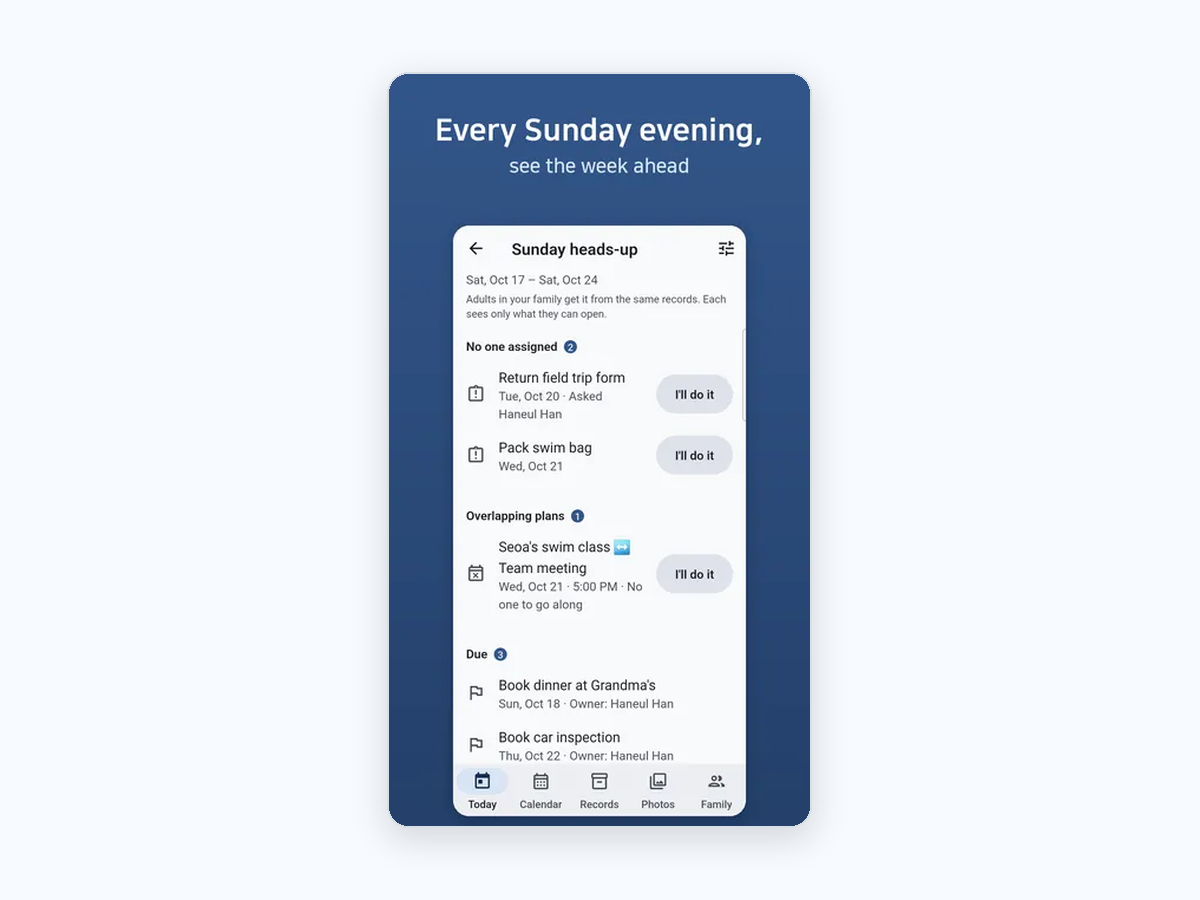 Every Sunday evening,
see the week ahead
Sunday heads-up
Sat, Oct 17 – Sat, Oct 24
Adults in your family get it from the same records. Each
sees only what they can open.
No one assigned 2
Return field trip form
Tue, Oct 20 · Asked
Haneul Han
I'll do it
Pack swim bag
Wed, Oct 21
I'll do it
Overlapping plans 1
Seoa's swim class ↔️
Team meeting
Wed, Oct 21 · 5:00 PM · No
one to go along
I'll do it
Due 3
Book dinner at Grandma's
Sun, Oct 18 · Owner: Haneul Han
Book car inspection
Thu, Oct 22 · Owner: Haneul Han
Today Calendar Records Photos Family